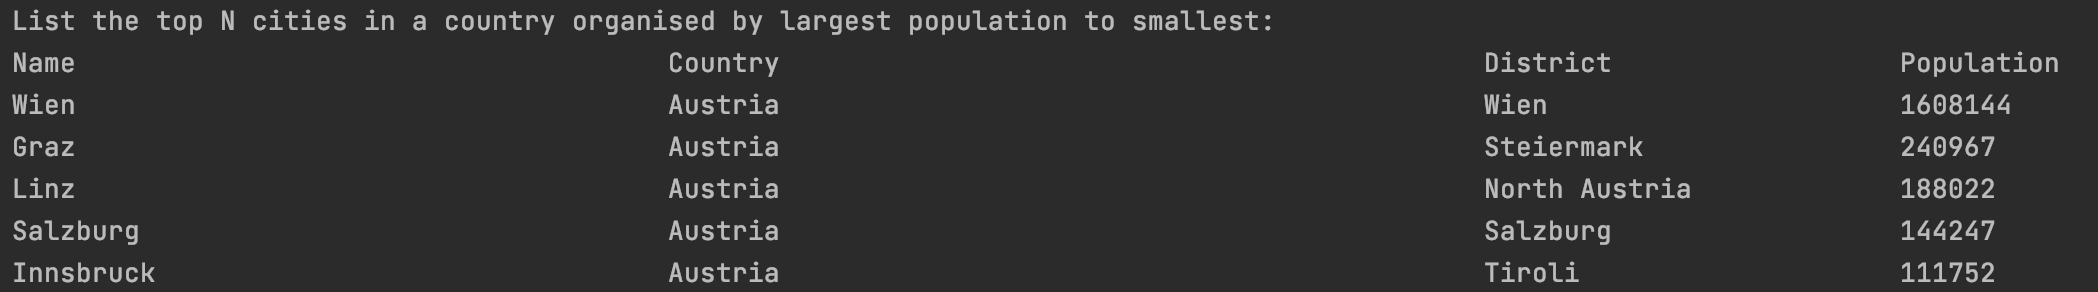 List the top N cities in a country organised by largest population to smallest:
Name Country District Population
Wien Austria Wien 1608144
Graz Austria Steiermark 240967
Linz Austria North Austria 188022
Salzburg Austria Salzburg 144247
Innsbruck Austria Tiroli 111752